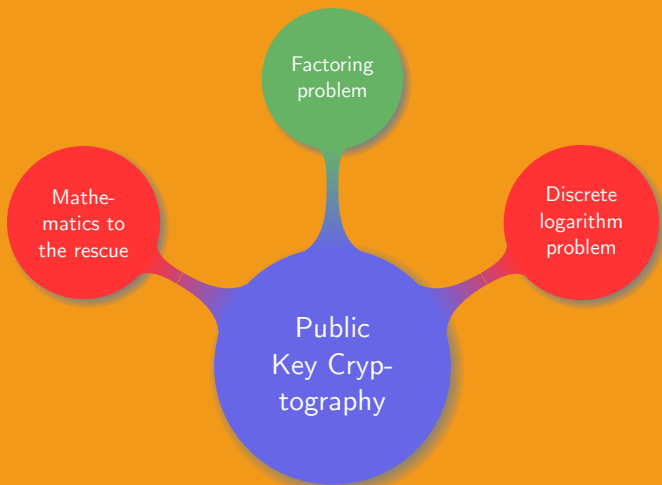 Factoring
problem
Mathe-
matics to
the rescue
Discrete
logarithm
problem
Public
Key Cryp-
tography